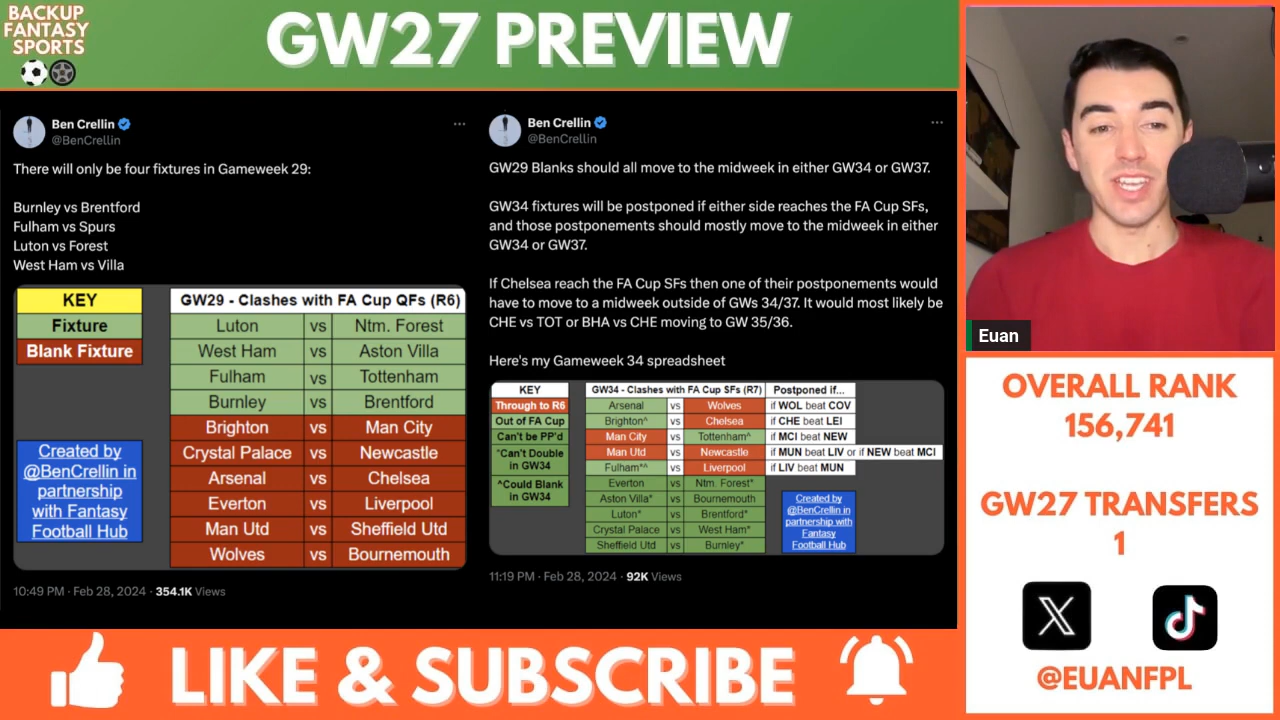 BACKUP
FANTASY
SPORTS
GW27 PREVIEW
Ben Crellin
@BenCrellin
There will only be four fixtures in Gameweek 29:
Burnley vs Brentford
Fulham vs Spurs
Luton vs Forest
West Ham vs Villa
KEY
Fixture
Blank Fixture
Created by
@BenCrellin in
partnership
with Fantasy
Football Hub
GW29 - Clashes with FA Cup QFs (R6)
Luton vs Ntm. Forest
West Ham vs Aston Villa
Fulham vs Tottenham
Burnley vs Brentford
Brighton vs Man City
Crystal Palace vs Newcastle
Arsenal vs Chelsea
Everton vs Liverpool
Man Utd vs Sheffield Utd
Wolves vs Bournemouth
10:49 PM · Feb 28, 2024 · 354.1K Views
Ben Crellin
@BenCrellin
GW29 Blanks should all move to the midweek in either GW34 or GW37.
GW34 fixtures will be postponed if either side reaches the FA Cup SFs,
and those postponements should mostly move to the midweek in either
GW34 or GW37.
If Chelsea reach the FA Cup SFs then one of their postponements would
have to move to a midweek outside of GWs 34/37. It would most likely be
CHE vs TOT or BHA vs CHE moving to GW 35/36.
Here's my Gameweek 34 spreadsheet
KEY
Through to R6
Out of FA Cup
Can't be PP'd
*Can't Double
in GW34
^Could Blank
in GW34
GW34 - Clashes with FA Cup SFs (R7) Postponed if...
Arsenal vs Wolves if WOL beat COV
Brighton^ vs Chelsea if CHE beat LEI
Man City vs Tottenham^ if MCI beat NEW
Man Utd vs Newcastle if MUN beat LIV or if NEW beat MCI
Fulham*^ vs Liverpool if LIV beat MUN
Everton vs Ntm. Forest*
Aston Villa* vs Bournemouth
Luton* vs Brentford*
Crystal Palace vs West Ham*
Sheffield Utd vs Burnley*
Created by
@BenCrellin in
partnership
with
Fantasy
Football Hub
11:19 PM · Feb 28, 2024 · 92K Views
Euan
OVERALL RANK
156,741
GW27 TRANSFERS
1
@EUANFPL
LIKE & SUBSCRIBE